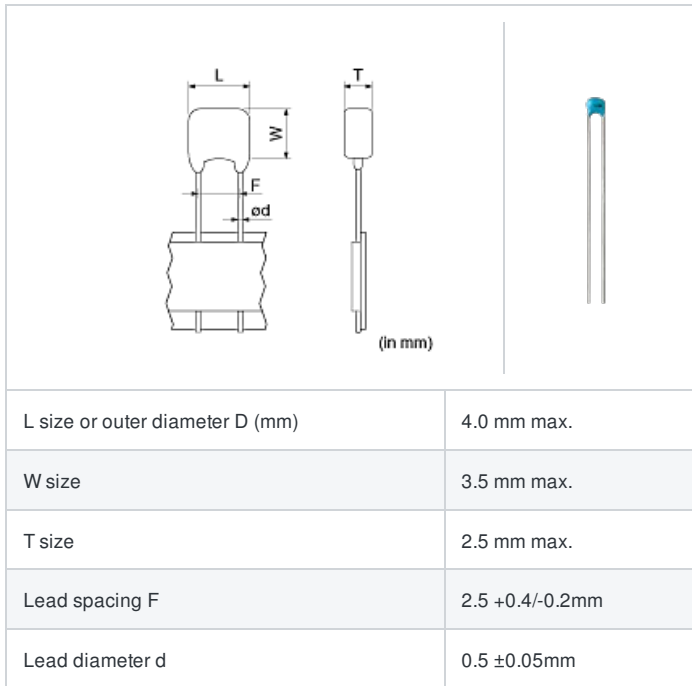 L
T
W
F
ød
(in mm)
L size or outer diameter D (mm) 4.0 mm max.
W size 3.5 mm max.
T size 2.5 mm max.
Lead spacing F 2.5 +0.4/-0.2mm
Lead diameter d 0.5 ±0.05mm